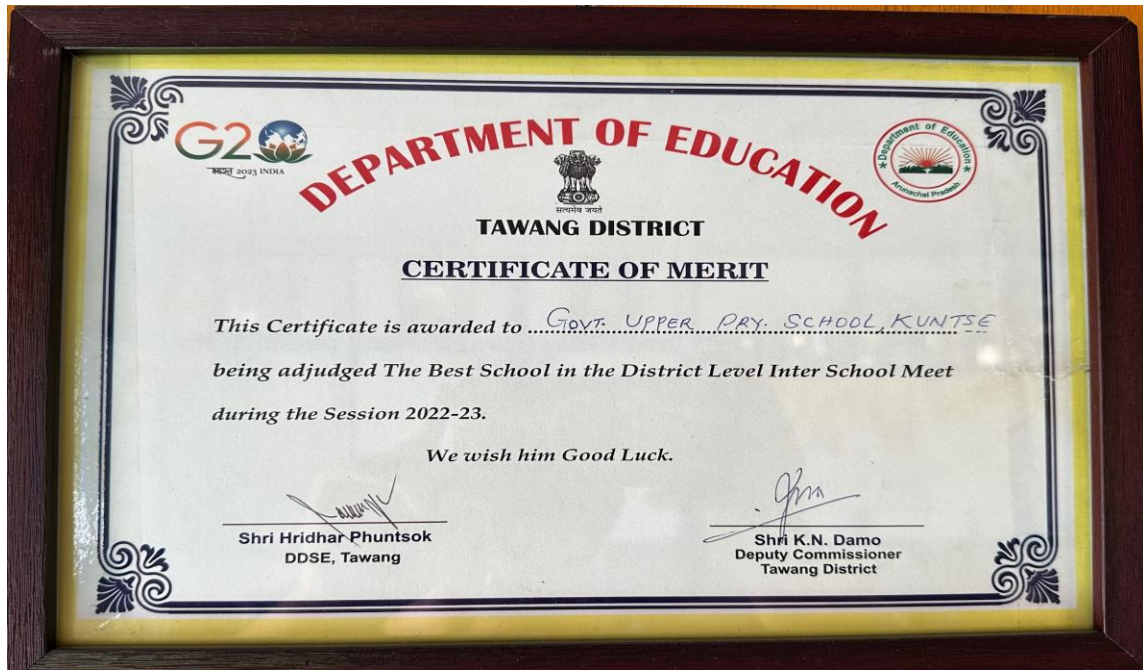 G20
भारत 2023 INDIA
DEPARTMENT OF EDUCATION
Department of Education
Arunachal Pradesh
सत्यमेव जयते
TAWANG DISTRICT
CERTIFICATE OF MERIT
This Certificate is awarded to GOVT. UPPER PRY. SCHOOL, KUNTSE
being adjudged The Best School in the District Level Inter School Meet
during the Session 2022-23.
We wish him Good Luck.
Shri Hridhar Phuntsok
DDSE, Tawang
Shri K.N. Damo
Deputy Commissioner
Tawang District